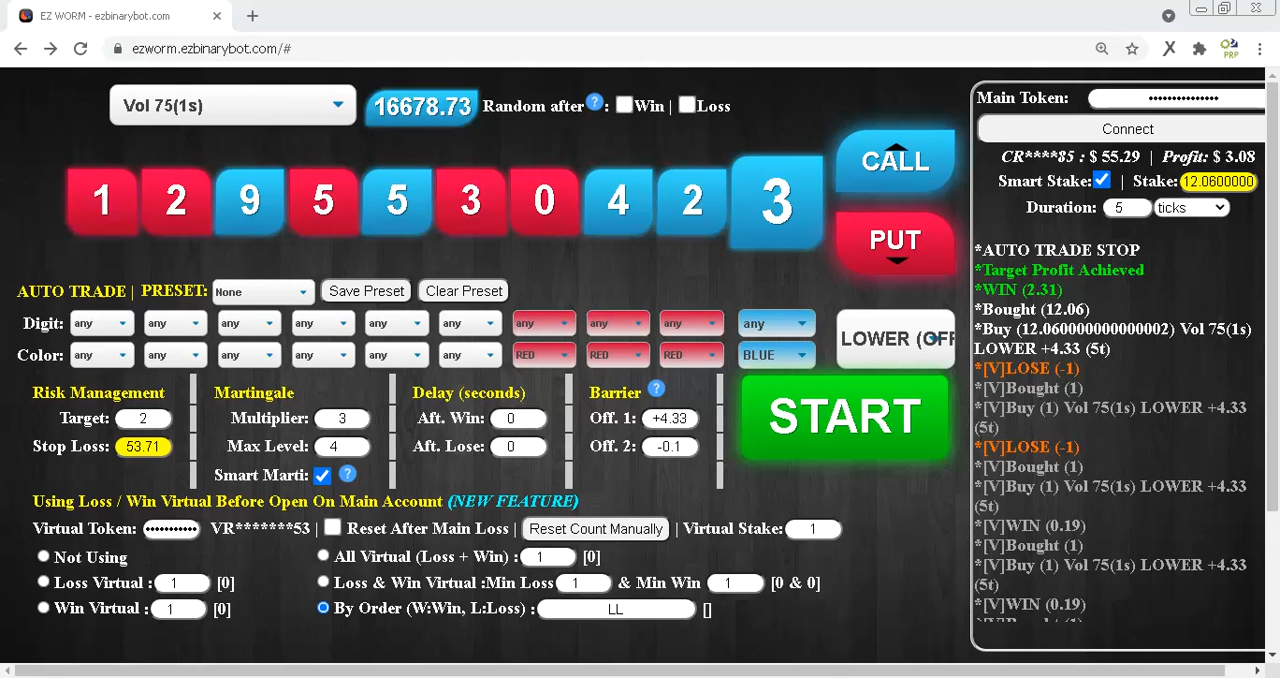 EZ WORM - ezbinarybot.com
ezworm.ezbinarybot.com/#
PRP
Vol 75(1s)
16678.73
Random after ? : Win | Loss
1 2 9 5 5 3 0 4 2 3
CALL
PUT
AUTO TRADE | PRESET: None Save Preset Clear Preset
Digit: any any any any any any any any any any
Color: any any any any any any RED RED RED BLUE
LOWER (OFF
Risk Management
Target: 2
Stop Loss: 53.71
Martingale
Multiplier: 3
Max Level: 4
Smart Marti: ?
Delay (seconds)
Aft. Win: 0
Aft. Lose: 0
Barrier ?
Off. 1: +4.33
Off. 2: -0.1
START
Using Loss / Win Virtual Before Open On Main Account (NEW FEATURE)
Virtual Token: •••••••••• VR*******53 | Reset After Main Loss | Reset Count Manually | Virtual Stake: 1
Not Using
All Virtual (Loss + Win) : 1 [0]
Loss Virtual : 1 [0]
Loss & Win Virtual :Min Loss 1 & Min Win 1 [0 & 0]
Win Virtual : 1 [0]
By Order (W:Win, L:Loss) : LL []
Main Token: •••••••••••••••
Connect
CR****85 : $ 55.29 | Profit: $ 3.08
Smart Stake: | Stake: 12.0600000
Duration: 5 ticks
*AUTO TRADE STOP
*Target Profit Achieved
*WIN (2.31)
*Bought (12.06)
*Buy (12.060000000000002) Vol 75(1s)
LOWER +4.33 (5t)
*[V]LOSE (-1)
*[V]Bought (1)
*[V]Buy (1) Vol 75(1s) LOWER +4.33
(5t)
*[V]LOSE (-1)
*[V]Bought (1)
*[V]Buy (1) Vol 75(1s) LOWER +4.33
(5t)
*[V]WIN (0.19)
*[V]Bought (1)
*[V]Buy (1) Vol 75(1s) LOWER +4.33
(5t)
*[V]WIN (0.19)
*[V]Bought (1)